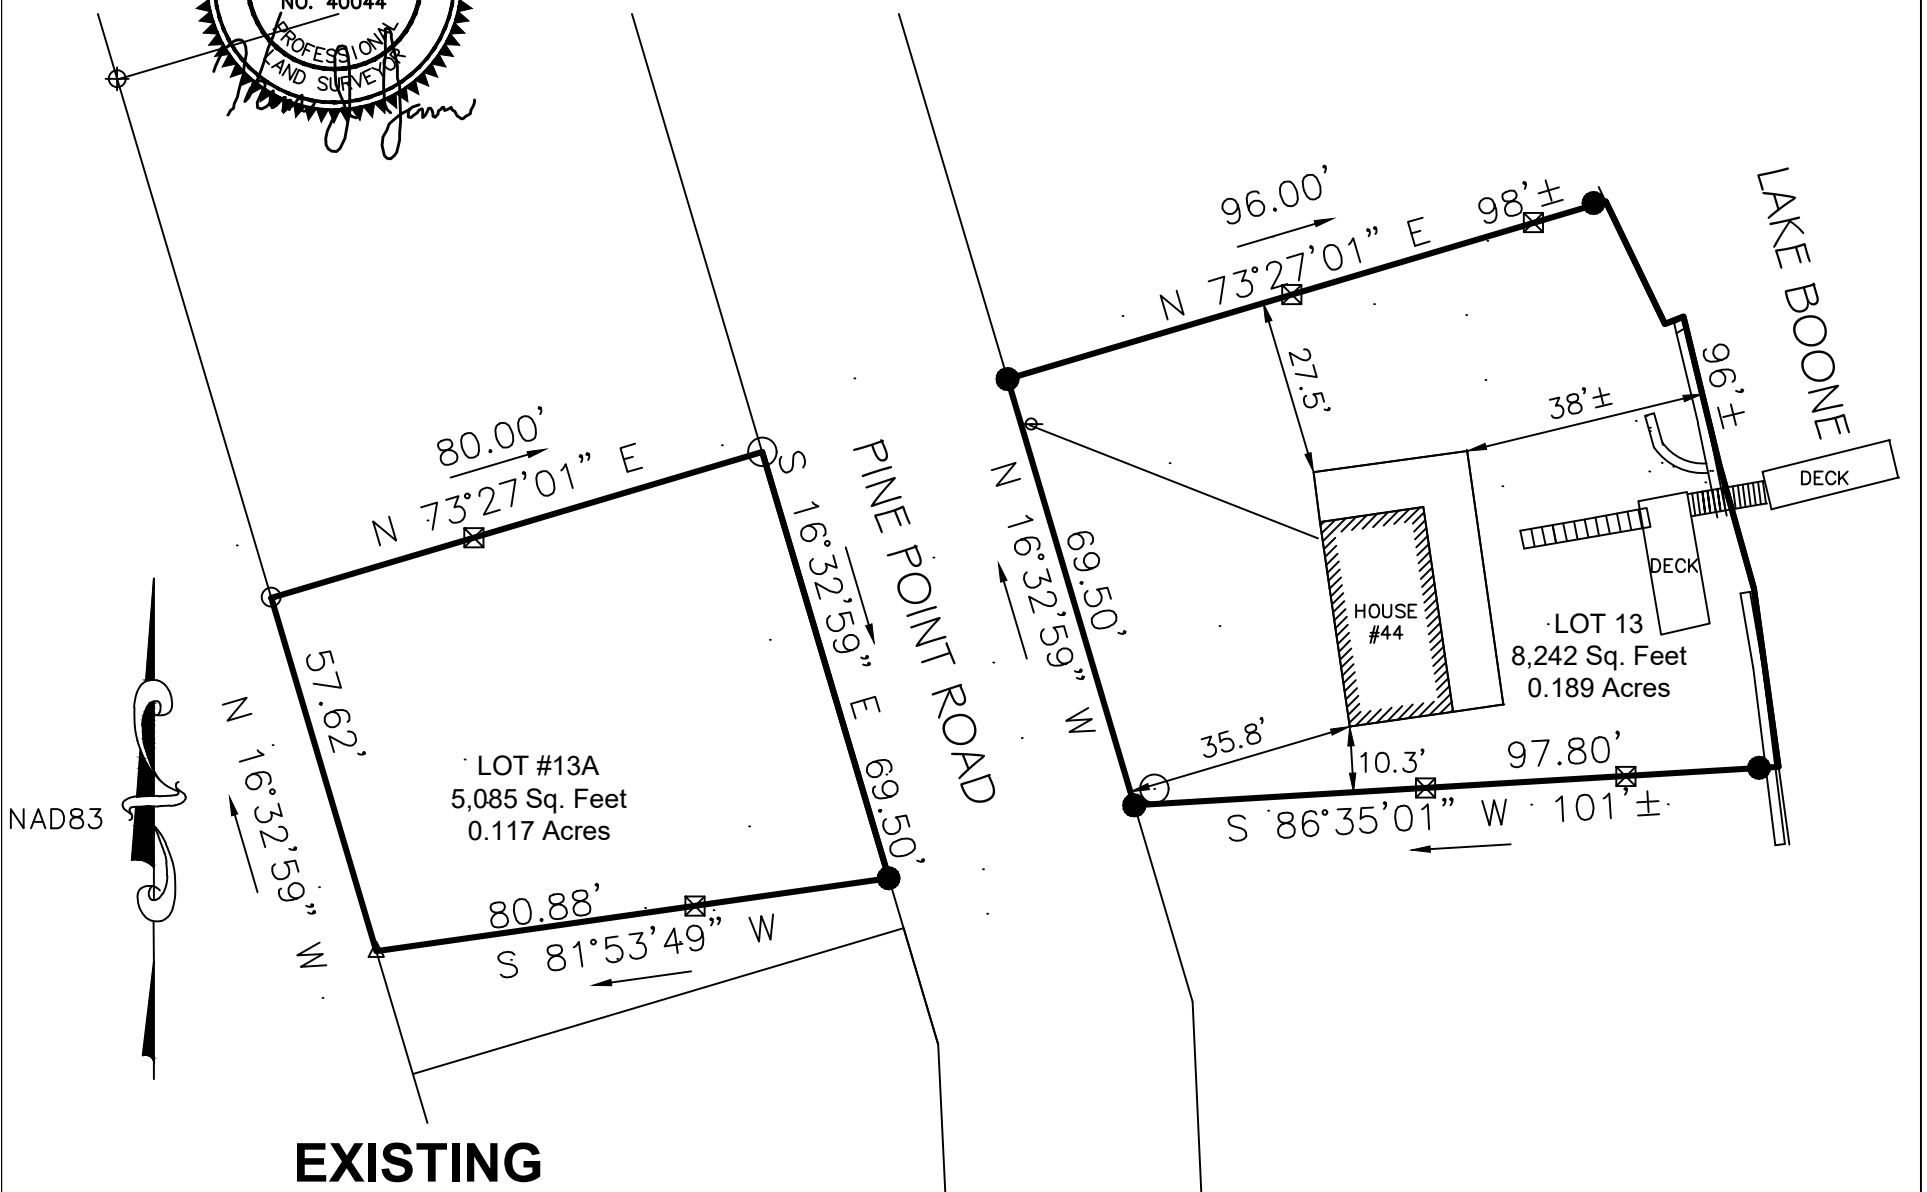 NO. 40044
PROFESSIONAL
LAND SURVEYOR
96.00'
98'±
N 73°27'01" E
LAKE BOONE
27.5'
96'±
38'±
80.00'
N 73°27'01" E
S 16°32'59" E 69.50'
PINE POINT ROAD
N 16°32'59" W
69.50'
DECK
DECK
HOUSE
#44
LOT 13
8,242 Sq. Feet
0.189 Acres
57.62'
N 16°32'59" W
35.8'
10.3'
97.80'
S 86°35'01" W
101'±
LOT #13A
5,085 Sq. Feet
0.117 Acres
NAD83
80.88'
S 81°53'49" W
EXISTING